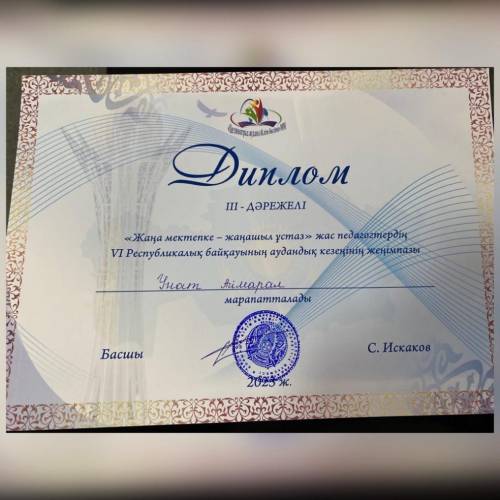 Диплом
III - ДӘРЕЖЕЛІ
«Жаңа мектепке – жаңашыл ұстаз» жас педагогтердің
VI Республикалық байқауының аудандық кезеңінің жеңімпазы
Уиот Аймарал
марапатталады
Басшы
С. Искаков
2023 ж.